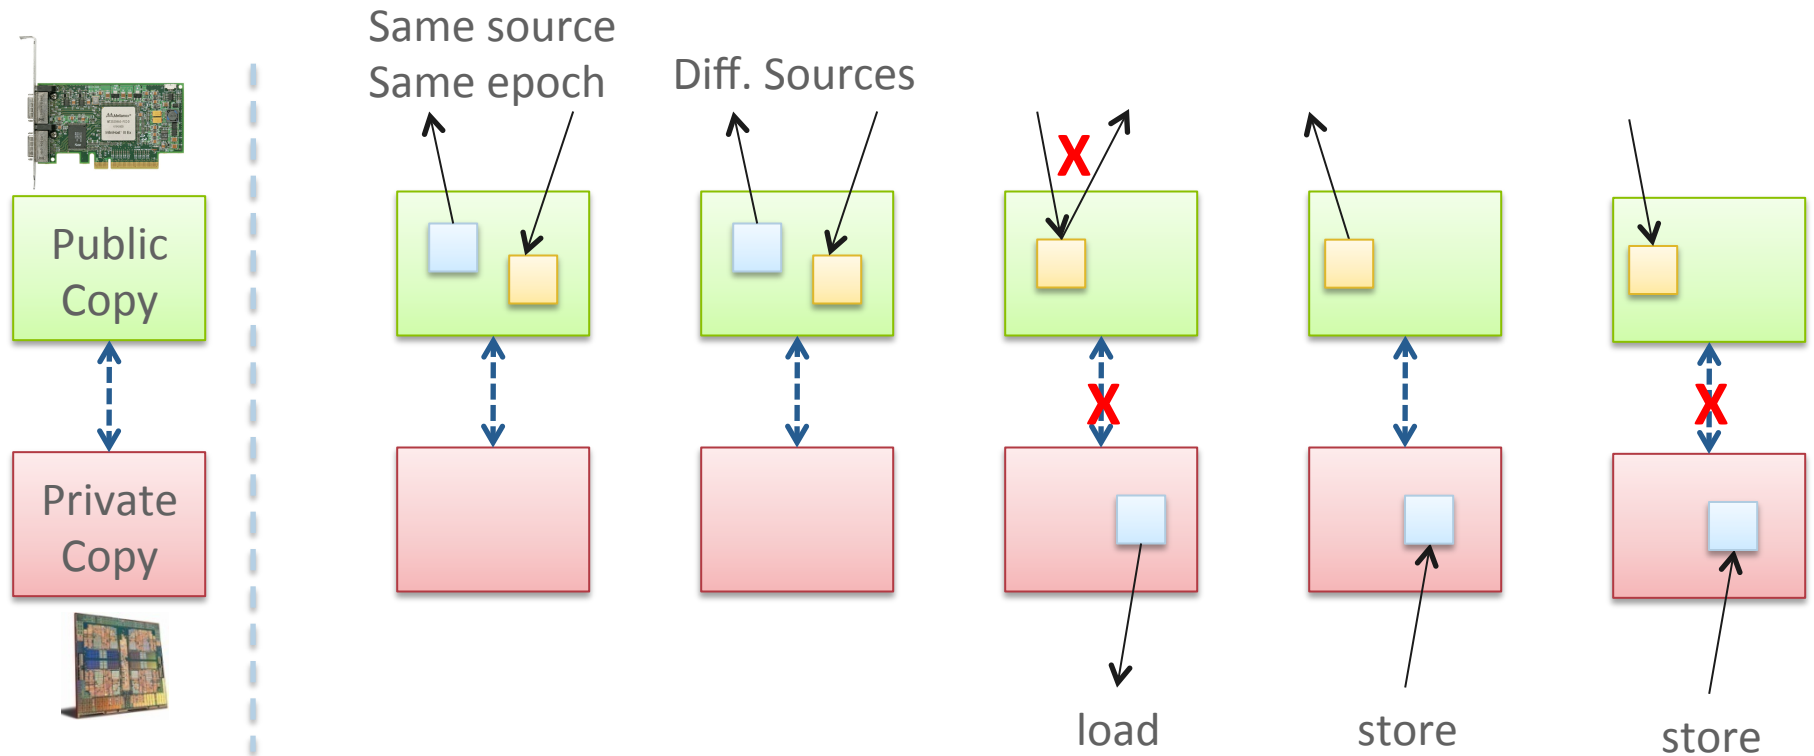 Same source
Same epoch
Diff. Sources
X
Public
Copy
X
X
Private
Copy
load
store
store